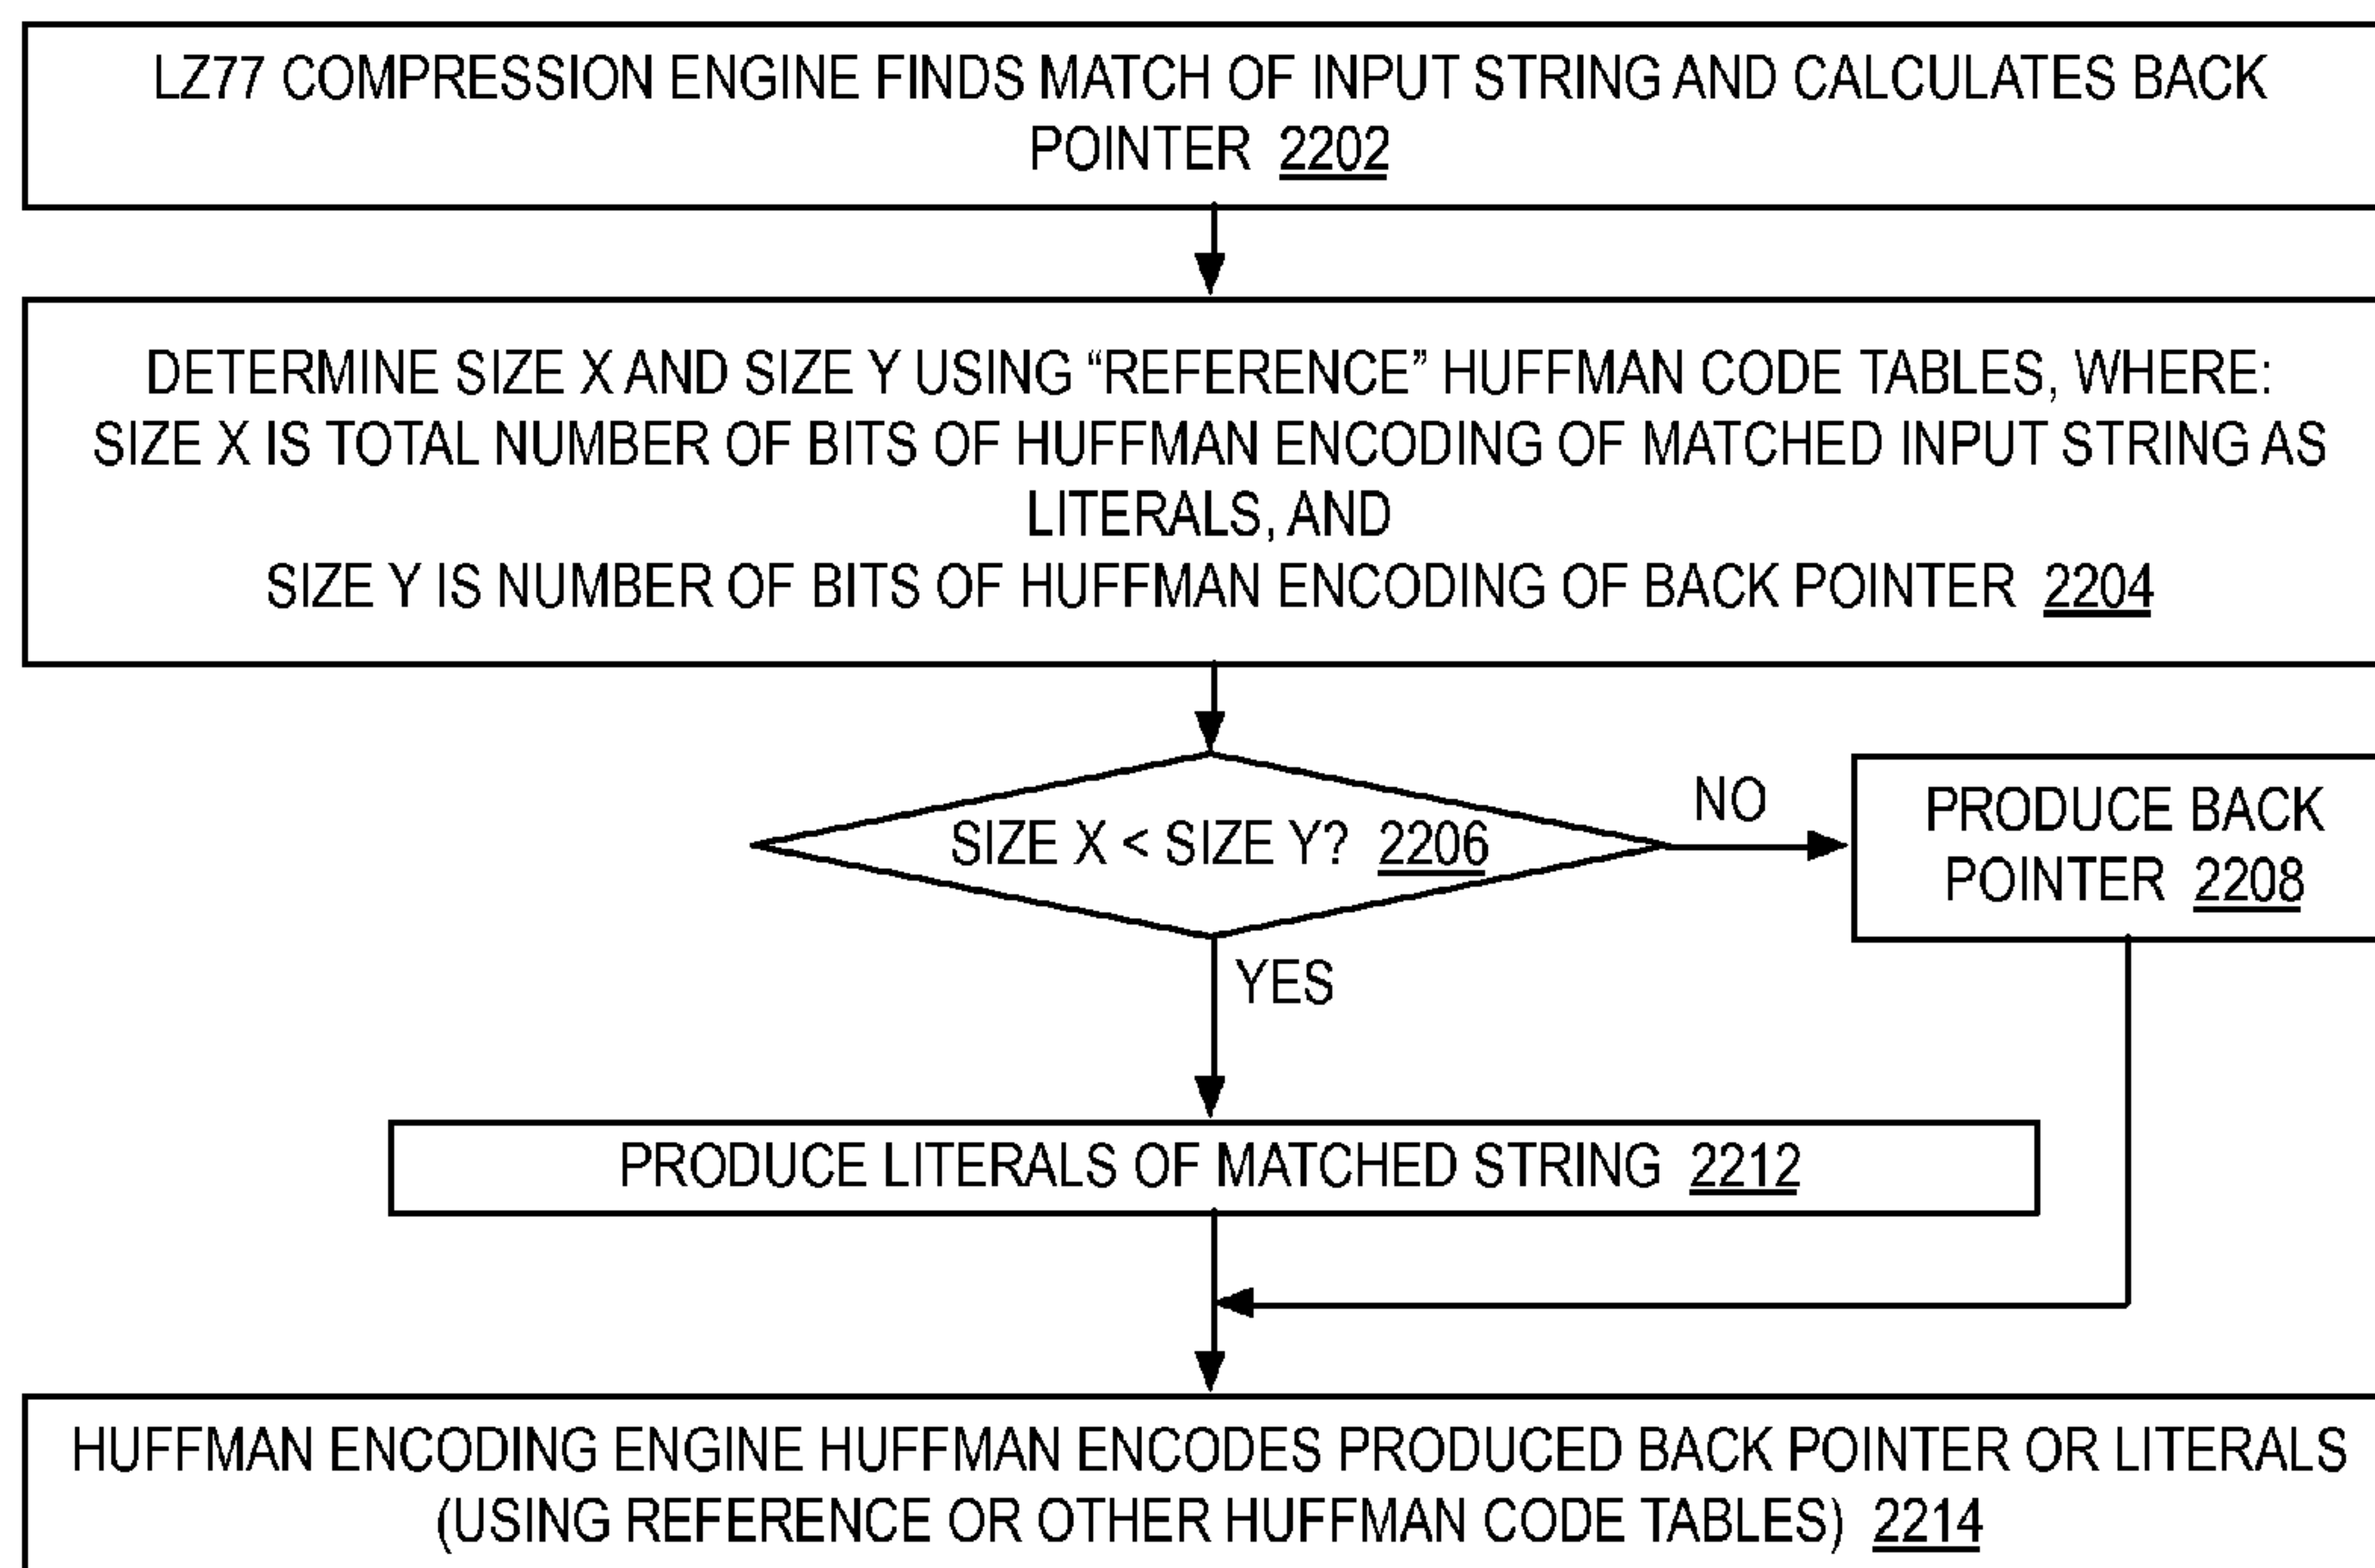 LZ77 COMPRESSION ENGINE FINDS MATCH OF INPUT STRING AND CALCULATES BACK
POINTER 2202
DETERMINE SIZE X AND SIZE Y USING “REFERENCE” HUFFMAN CODE TABLES, WHERE:
SIZE X IS TOTAL NUMBER OF BITS OF HUFFMAN ENCODING OF MATCHED INPUT STRING AS
LITERALS, AND
SIZE Y IS NUMBER OF BITS OF HUFFMAN ENCODING OF BACK POINTER 2204
SIZE X < SIZE Y? 2206
NO
PRODUCE BACK
POINTER 2208
YES
PRODUCE LITERALS OF MATCHED STRING 2212
HUFFMAN ENCODING ENGINE HUFFMAN ENCODES PRODUCED BACK POINTER OR LITERALS
(USING REFERENCE OR OTHER HUFFMAN CODE TABLES) 2214